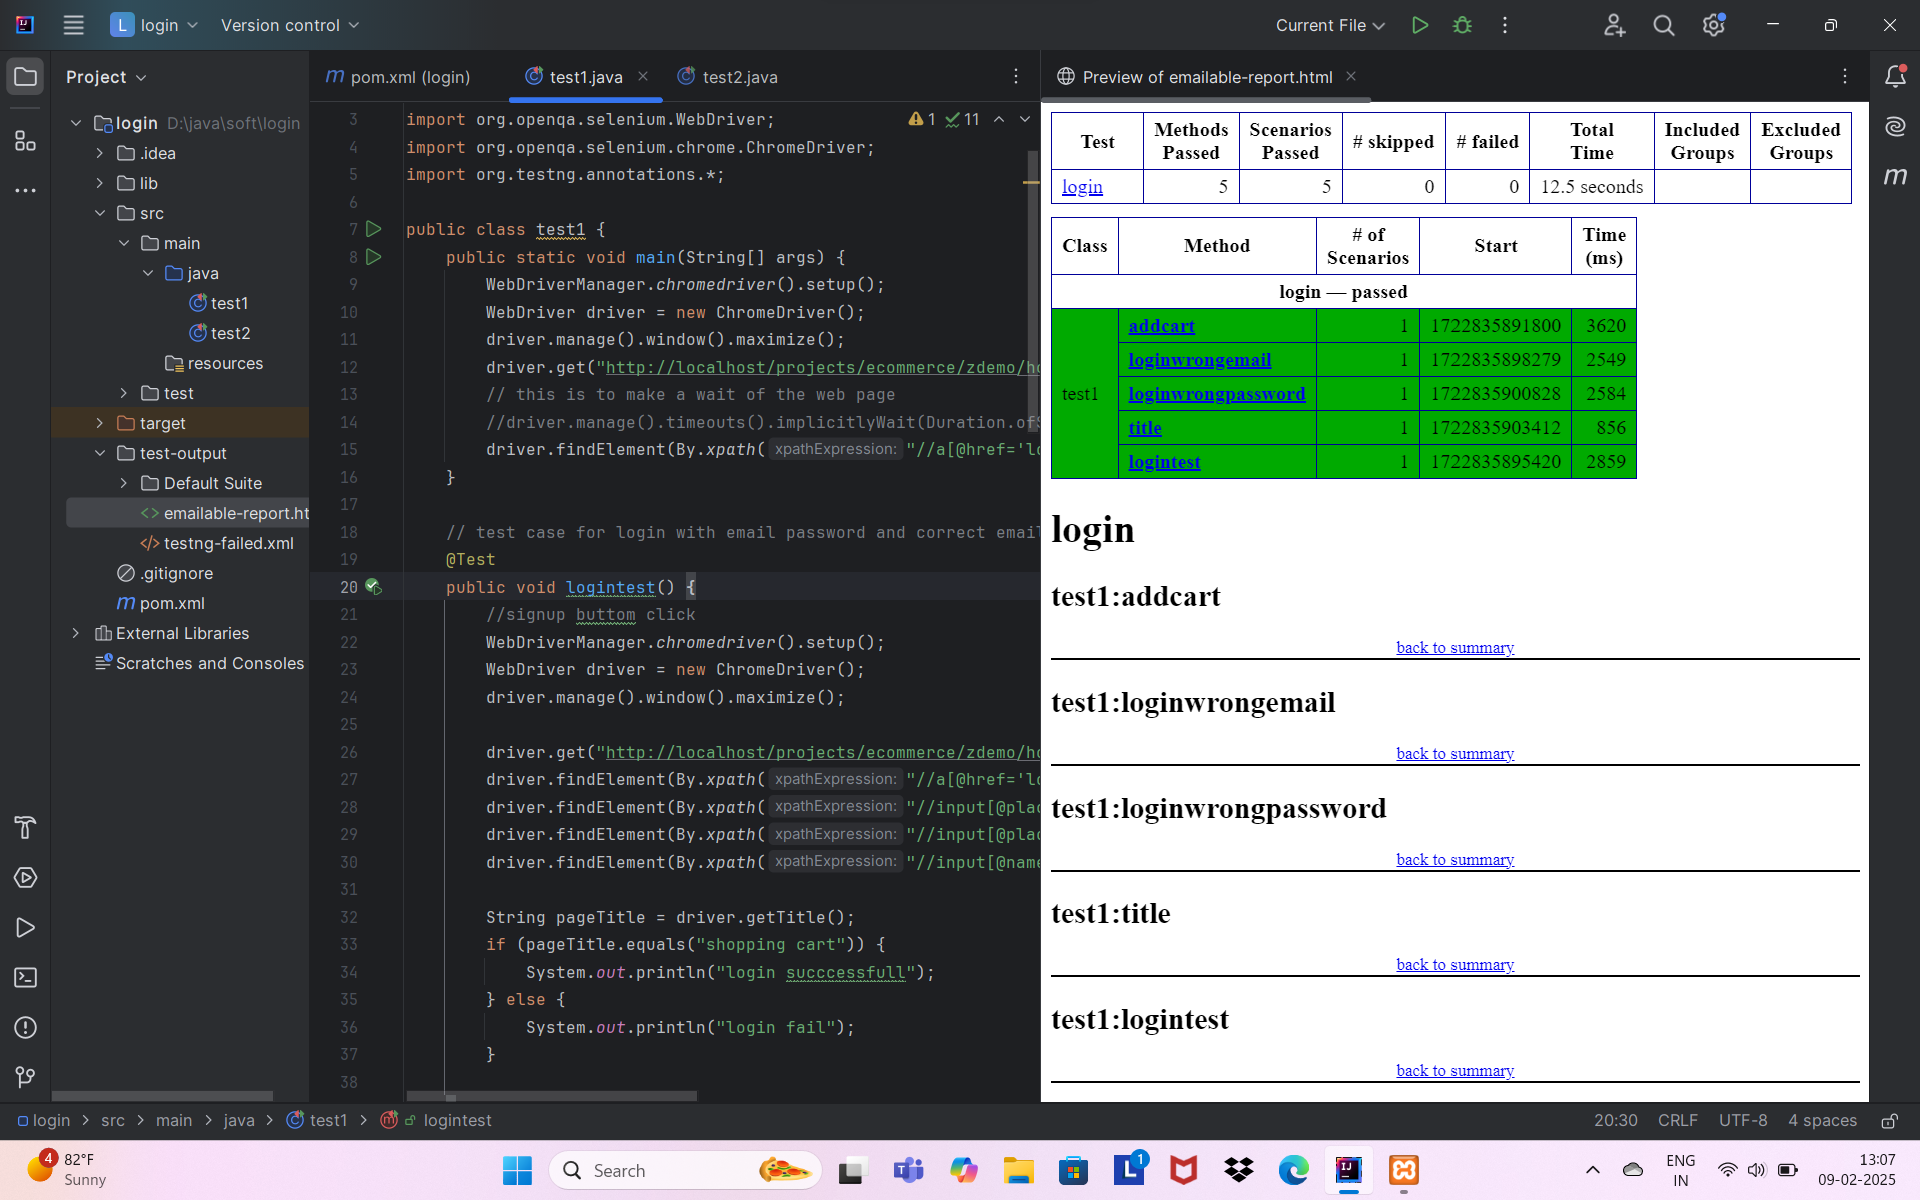 L login Version control Current File
Project
login D:\java\soft\login
.idea
lib
src
main
java
test1
test2
resources
test
target
test-output
Default Suite
emailable-report.ht
testng-failed.xml
.gitignore
m pom.xml
External Libraries
Scratches and Consoles
m pom.xml (login) test1.java test2.java
1 11
3 import org.openqa.selenium.WebDriver;
4 import org.openqa.selenium.chrome.ChromeDriver;
5 import org.testng.annotations.*;
6
7 public class test1 {
8 public static void main(String[] args) {
9 WebDriverManager.chromedriver().setup();
10 WebDriver driver = new ChromeDriver();
11 driver.manage().window().maximize();
12 driver.get("http://localhost/projects/ecommerce/zdemo/ho
13 // this is to make a wait of the web page
14 //driver.manage().timeouts().implicitlyWait(Duration.ofS
15 driver.findElement(By.xpath( xpathExpression: "//a[@href='lo
16 }
17
18 // test case for login with email password and correct email
19 @Test
20 public void logintest() {
21 //signup buttom click
22 WebDriverManager.chromedriver().setup();
23 WebDriver driver = new ChromeDriver();
24 driver.manage().window().maximize();
25
26 driver.get("http://localhost/projects/ecommerce/zdemo/ho
27 driver.findElement(By.xpath( xpathExpression: "//a[@href='lo
28 driver.findElement(By.xpath( xpathExpression: "//input[@plac
29 driver.findElement(By.xpath( xpathExpression: "//input[@plac
30 driver.findElement(By.xpath( xpathExpression: "//input[@name
31
32 String pageTitle = driver.getTitle();
33 if (pageTitle.equals("shopping cart")) {
34 System.out.println("login succcessfull");
35 } else {
36 System.out.println("login fail");
37 }
38
Preview of emailable-report.html
Test Methods Passed Scenarios Passed # skipped # failed Total Time Included Groups Excluded Groups
login 5 5 0 0 12.5 seconds
Class Method # of Scenarios Start Time (ms)
login — passed
test1
addcart 1 1722835891800 3620
loginwrongemail 1 1722835898279 2549
loginwrongpassword 1 1722835900828 2584
title 1 1722835903412 856
logintest 1 1722835895420 2859
login
test1:addcart
back to summary
test1:loginwrongemail
back to summary
test1:loginwrongpassword
back to summary
test1:title
back to summary
test1:logintest
back to summary
m
login src main java test1 m logintest 20:30 CRLF UTF-8 4 spaces
4 82°F
Sunny
Search
L 1
IJ
ENG
IN
13:07
09-02-2025